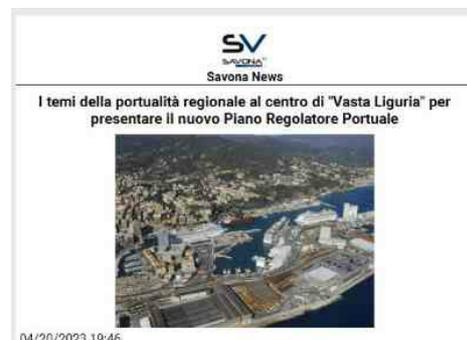 SV
SAVONA
Savona News
I temi della portualità regionale al centro di "Vasta Liguria" per
presentare il nuovo Piano Regolatore Portuale
04/20/2023 19:46